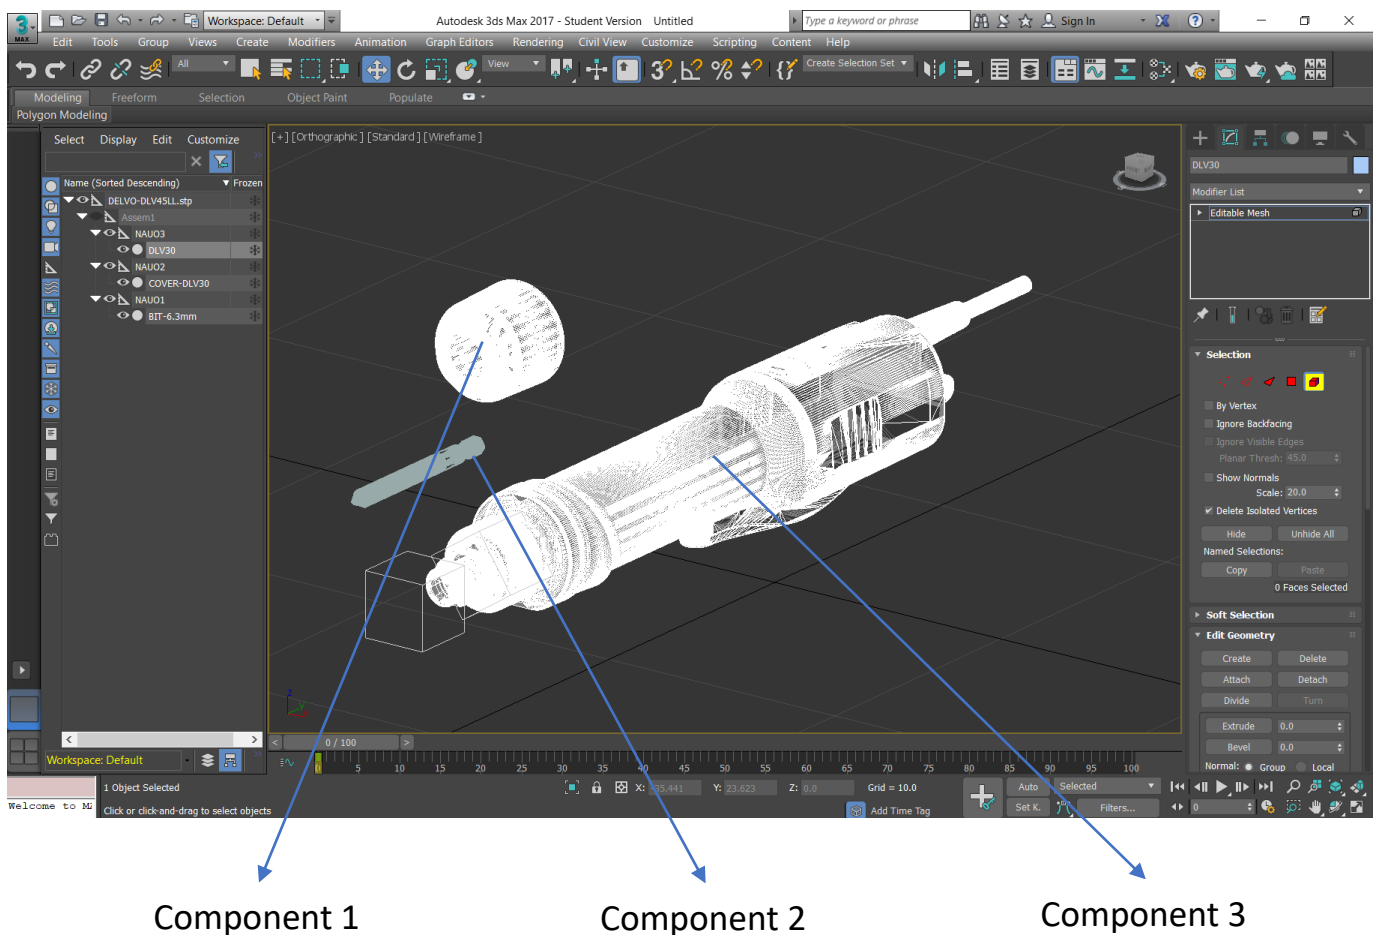 Workspace: Default
Autodesk 3ds Max 2017 - Student Version Untitled
Type a keyword or phrase
Sign In
3
MAX
Edit Tools Group Views Create Modifiers Animation Graph Editors Rendering Civil View Customize Scripting Content Help
All
View
Create Selection Set
Modeling Freeform Selection Object Paint Populate
Polygon Modeling
Select Display Edit Customize
Name (Sorted Descending) Frozen
DELVO-DLV45LL.stp
Assem1
NAUO3
DLV30
NAUO2
COVER-DLV30
NAUO1
BIT-6.3mm
[+] [Orthographic] [Standard] [Wireframe]
DLV30
Modifier List
Editable Mesh
Selection
By Vertex
Ignore Backfacing
Ignore Visible Edges
Planar Thresh: 45.0
Show Normals
Scale: 20.0
Delete Isolated Vertices
Hide Unhide All
Named Selections:
Copy Paste
0 Faces Selected
Soft Selection
Edit Geometry
Create Delete
Attach Detach
Divide Turn
Extrude 0.0
Bevel 0.0
Normal: Group Local
z
0 / 100
Workspace: Default
0 5 10 15 20 25 30 35 40 45 50 55 60 65 70 75 80 85 90 95 100
1 Object Selected
X: Y: 23.623 Z: 0.0 Grid = 10.0
Auto Selected
Welcome to
Click or click-and-drag to select objects
Add Time Tag
Set K. Filters...
0
Component 1
Component 2
Component 3